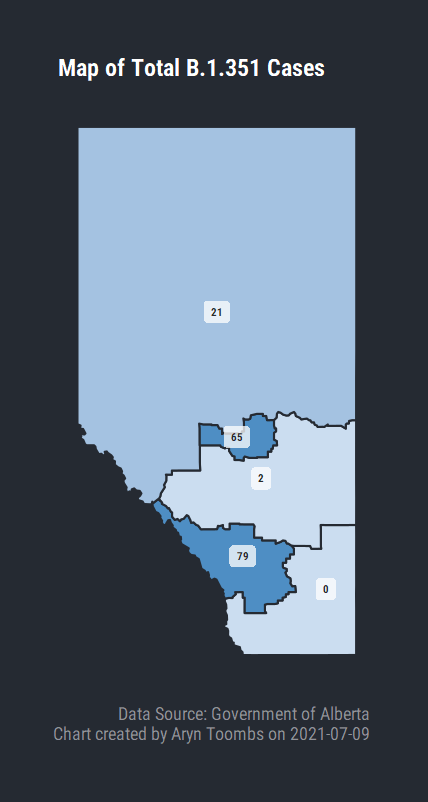 Map of Total B.1.351 Cases
21
65
2
79
0
Data Source: Government of Alberta
Chart created by Aryn Toombs on 2021-07-09